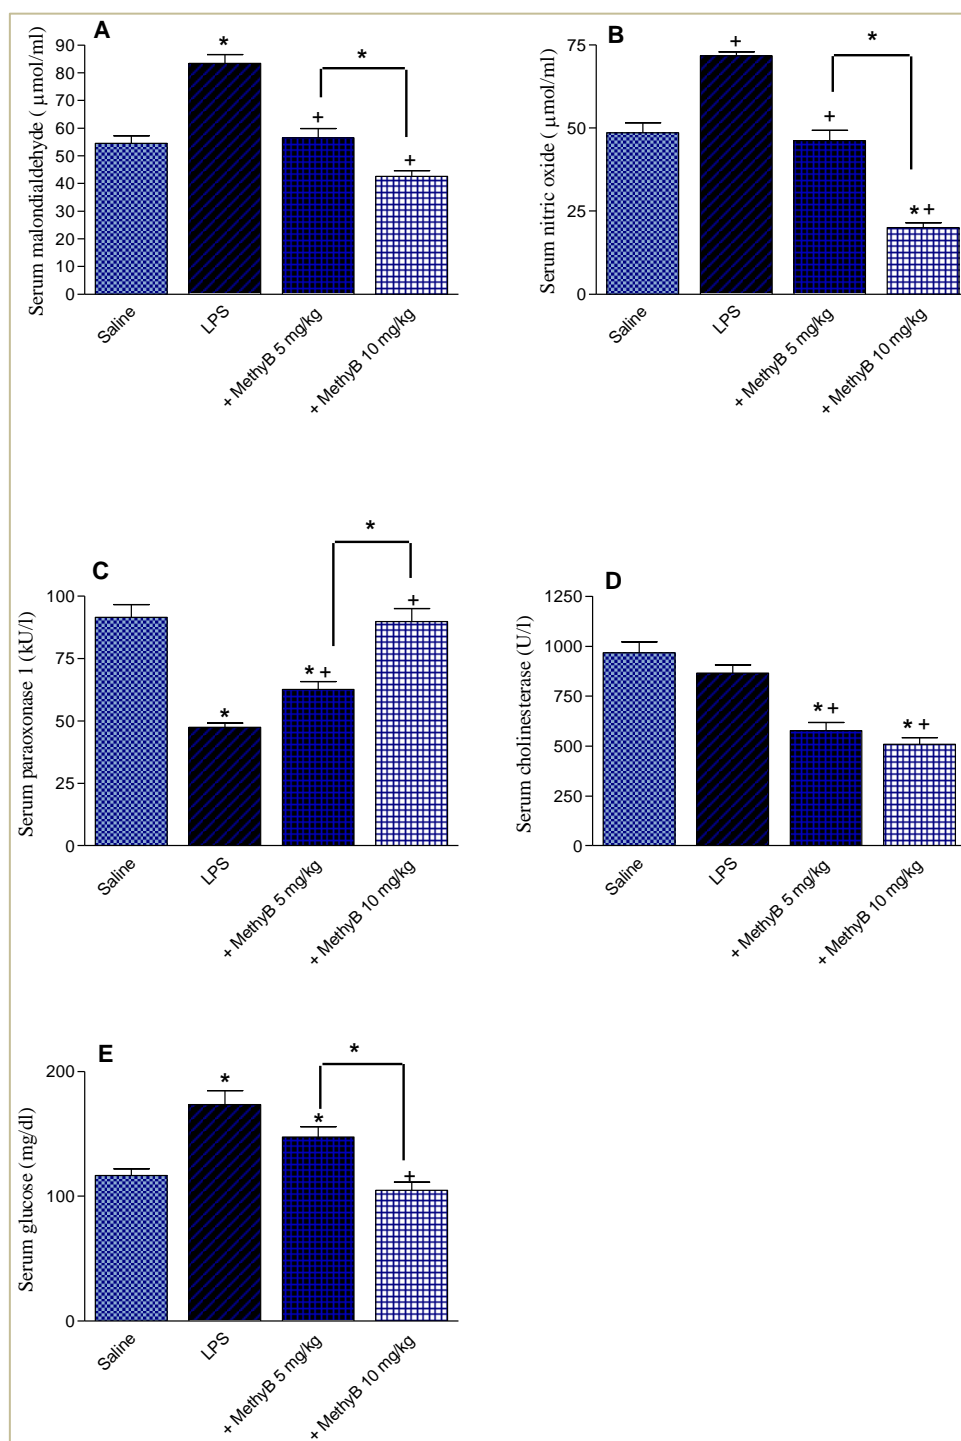 A
Serum malondialdehyde ( μmol/ml)
90
80
70
60
50
40
30
20
10
0
*
+
+
*
Saline
LPS
+ MethyB 5 mg/kg
+ MethyB 10 mg/kg
B
Serum nitric oxide ( μmol/ml)
75
50
25
0
+
+
* +
*
Saline
LPS
+ MethyB 5 mg/kg
+ MethyB 10 mg/kg
C
Serum paraoxonase 1 (kU/l)
100
75
50
25
0
*
* +
+
*
Saline
LPS
+ MethyB 5 mg/kg
+ MethyB 10 mg/kg
D
Serum cholinesterase (U/l)
1250
1000
750
500
250
0
* +
* +
Saline
LPS
+ MethyB 5 mg/kg
+ MethyB 10 mg/kg
E
Serum glucose (mg/dl)
200
100
0
*
*
+
*
Saline
LPS
+ MethyB 5 mg/kg
+ MethyB 10 mg/kg